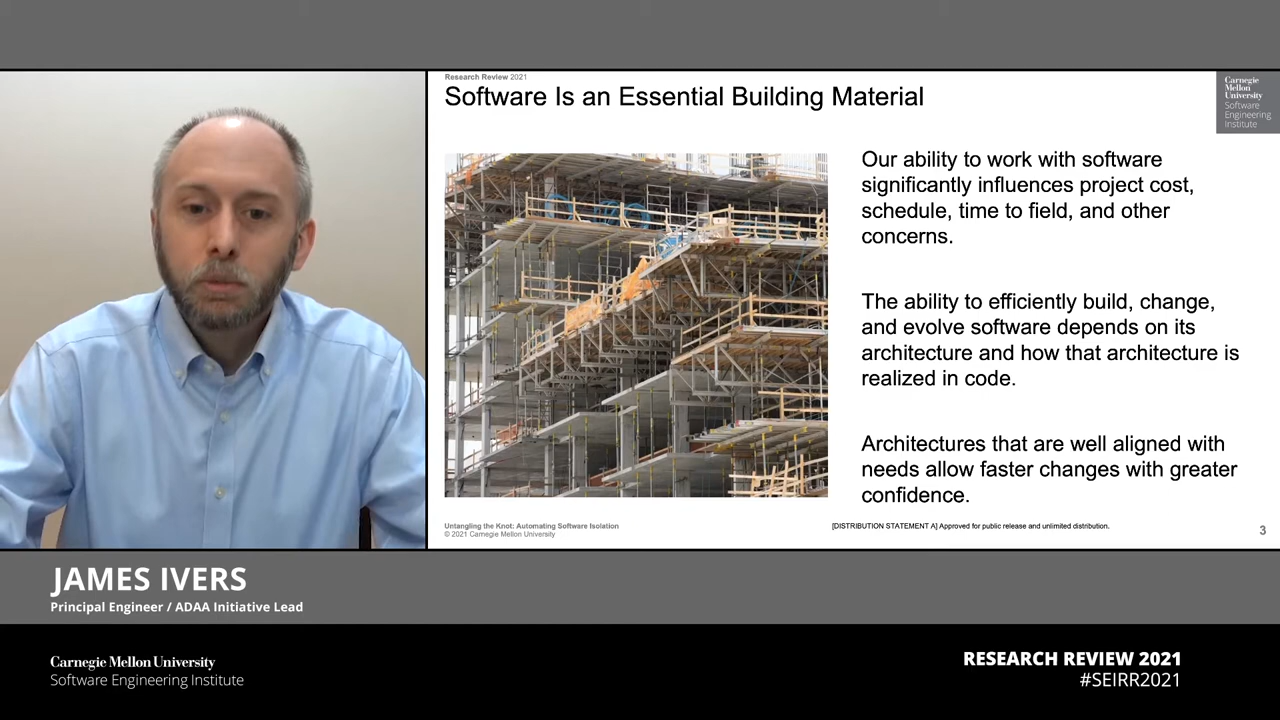 Research Review 2021
Software Is an Essential Building Material
Carnegie
Mellon
University
Software
Engineering
Institute
Our ability to work with software
significantly influences project cost,
schedule, time to field, and other
concerns.
The ability to efficiently build, change,
and evolve software depends on its
architecture and how that architecture is
realized in code.
Architectures that are well aligned with
needs allow faster changes with greater
confidence.
Untangling the Knot: Automating Software Isolation
© 2021 Carnegie Mellon University
[DISTRIBUTION STATEMENT A] Approved for public release and unlimited distribution.
3
JAMES IVERS
Principal Engineer / ADAA Initiative Lead
Carnegie Mellon University
Software Engineering Institute
RESEARCH REVIEW 2021
#SEIRR2021